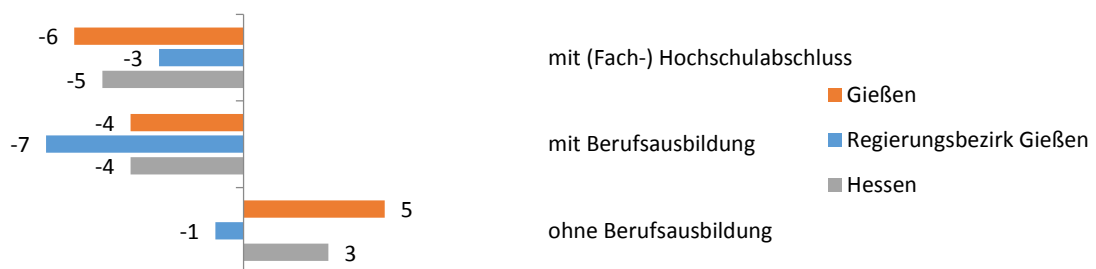 -6
-3
-5
mit (Fach-) Hochschulabschluss
Gießen
-4
-7
-4
mit Berufsausbildung
Regierungsbezirk Gießen
Hessen
5
-1
3
ohne Berufsausbildung